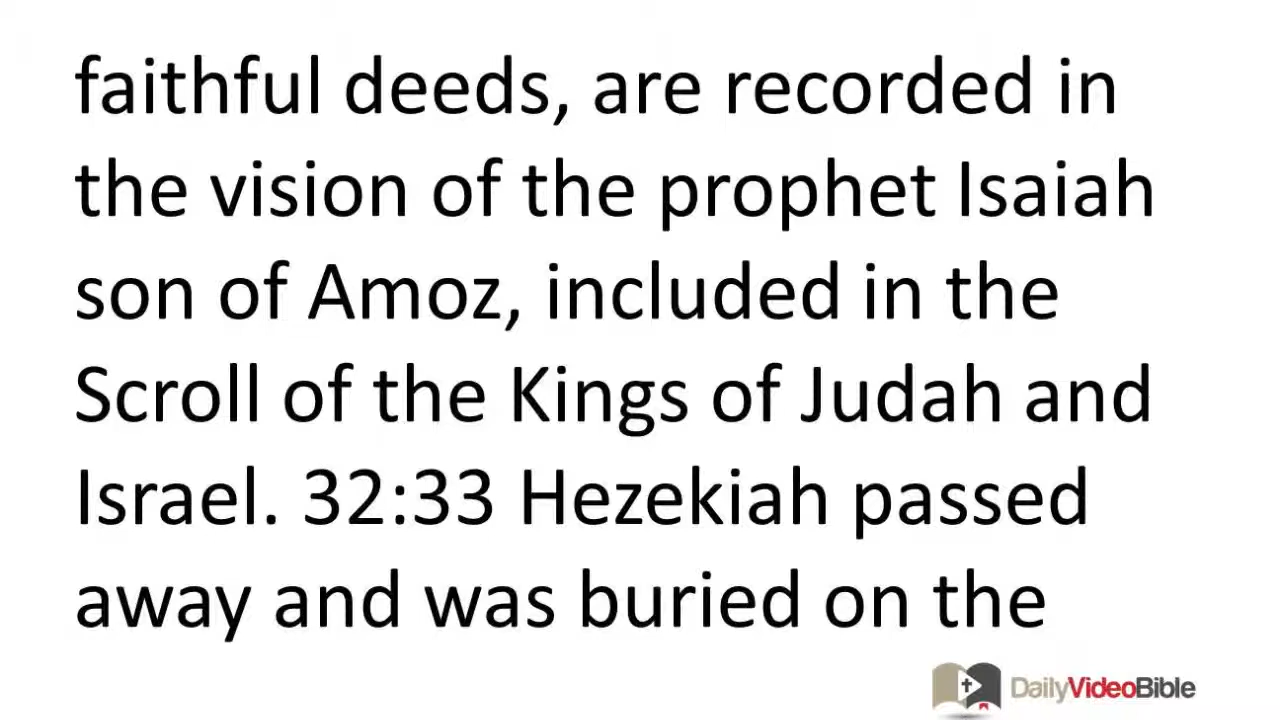 faithful deeds, are recorded in
the vision of the prophet Isaiah
son of Amoz, included in the
Scroll of the Kings of Judah and
Israel. 32:33 Hezekiah passed
away and was buried on the
DailyVideoBible